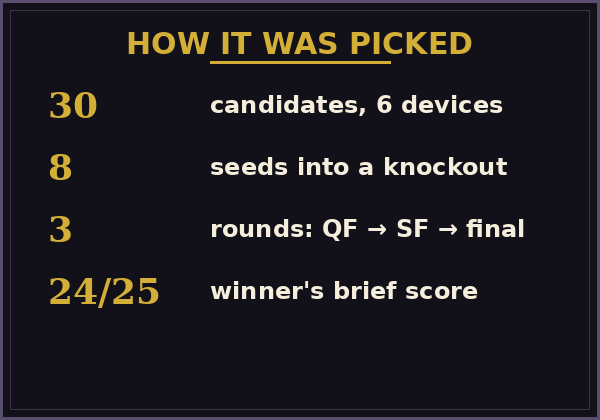 HOW IT WAS PICKED
30 candidates, 6 devices
8 seeds into a knockout
3 rounds: QF → SF → final
24/25 winner's brief score